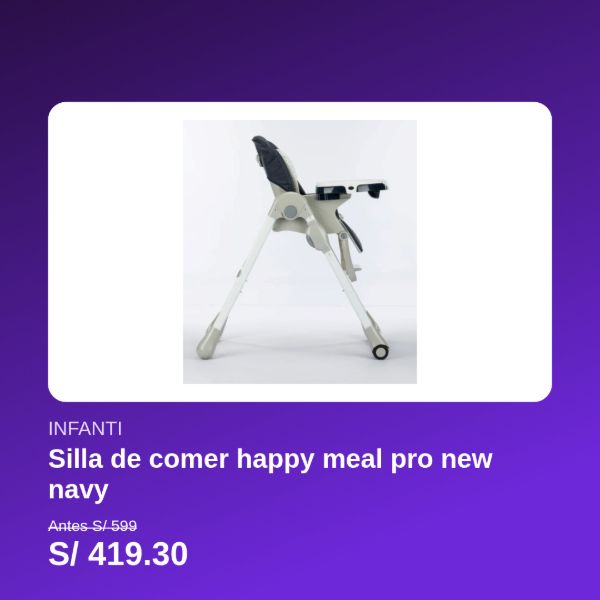 INFANTI
Silla de comer happy meal pro new
navy
Antes S/ 599
S/ 419.30